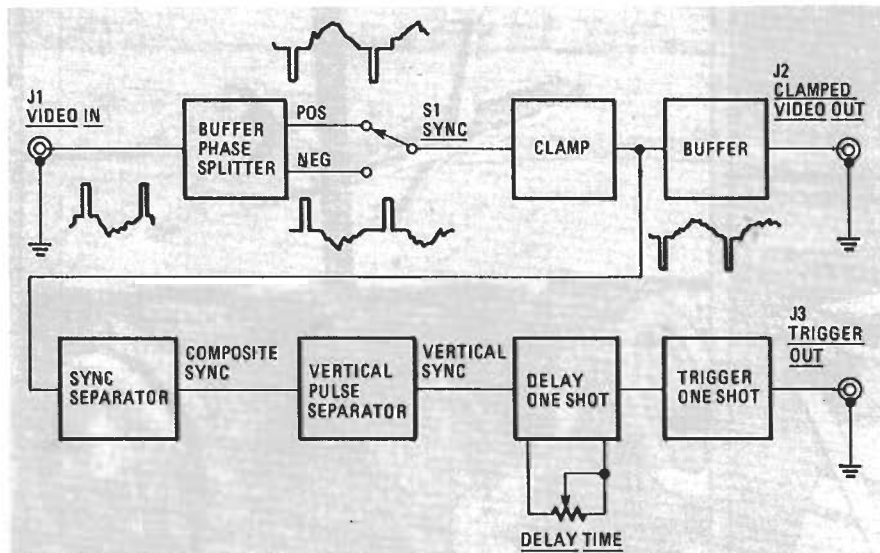 J1
VIDEO IN
BUFFER
PHASE
SPLITTER
POS
NEG
S1
SYNC
CLAMP
BUFFER
J2
CLAMPED
VIDEO OUT
SYNC
SEPARATOR
COMPOSITE
SYNC
VERTICAL
PULSE
SEPARATOR
VERTICAL
SYNC
DELAY
ONE SHOT
TRIGGER
ONE SHOT
J3
TRIGGER
OUT
DELAY TIME